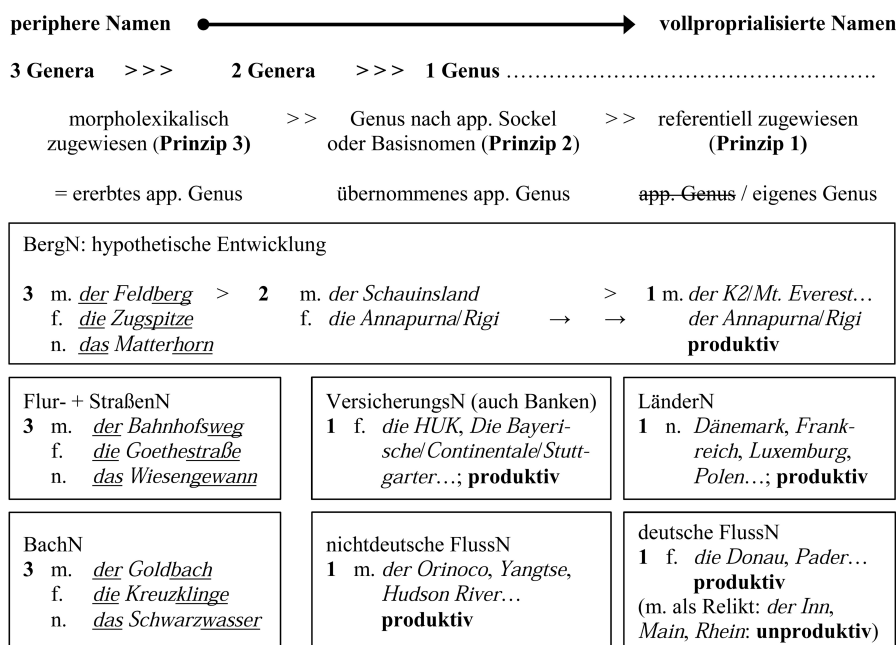 periphere Namen ●→ vollproprialisierte Namen
3 Genera > > > 2 Genera > > > 1 Genus ………………………………………….
morpholexikalisch > > Genus nach app. Sockel > > referentiell zugewiesen
zugewiesen (Prinzip 3) oder Basisnomen (Prinzip 2) (Prinzip 1)
= ererbtes app. Genus übernommenes app. Genus app. Genus / eigenes Genus
BergN: hypothetische Entwicklung
3 m. der Feldberg > 2 m. der Schauinsland > 1 m. der K2/Mt. Everest…
f. die Zugspitze f. die Annapurna/Rigi → → der Annapurna/Rigi
n. das Matterhorn produktiv
Flur- + StraßenN
3 m. der Bahnhofsweg
f. die Goethestraße
n. das Wiesengewann
VersicherungsN (auch Banken)
1 f. die HUK, Die Bayeri-
sche/Continentale/Stutt-
garter…; produktiv
LänderN
1 n. Dänemark, Frank-
reich, Luxemburg,
Polen…; produktiv
BachN
3 m. der Goldbach
f. die Kreuzklinge
n. das Schwarzwasser
nichtdeutsche FlussN
1 m. der Orinoco, Yangtse,
Hudson River…
produktiv
deutsche FlussN
1 f. die Donau, Pader…
produktiv
(m. als Relikt: der Inn,
Main, Rhein: unproduktiv)